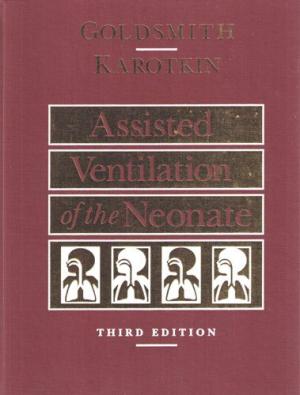 GOLDSMITH
KAROTKIN
Assisted
Ventilation
of the Neonate
THIRD EDITION